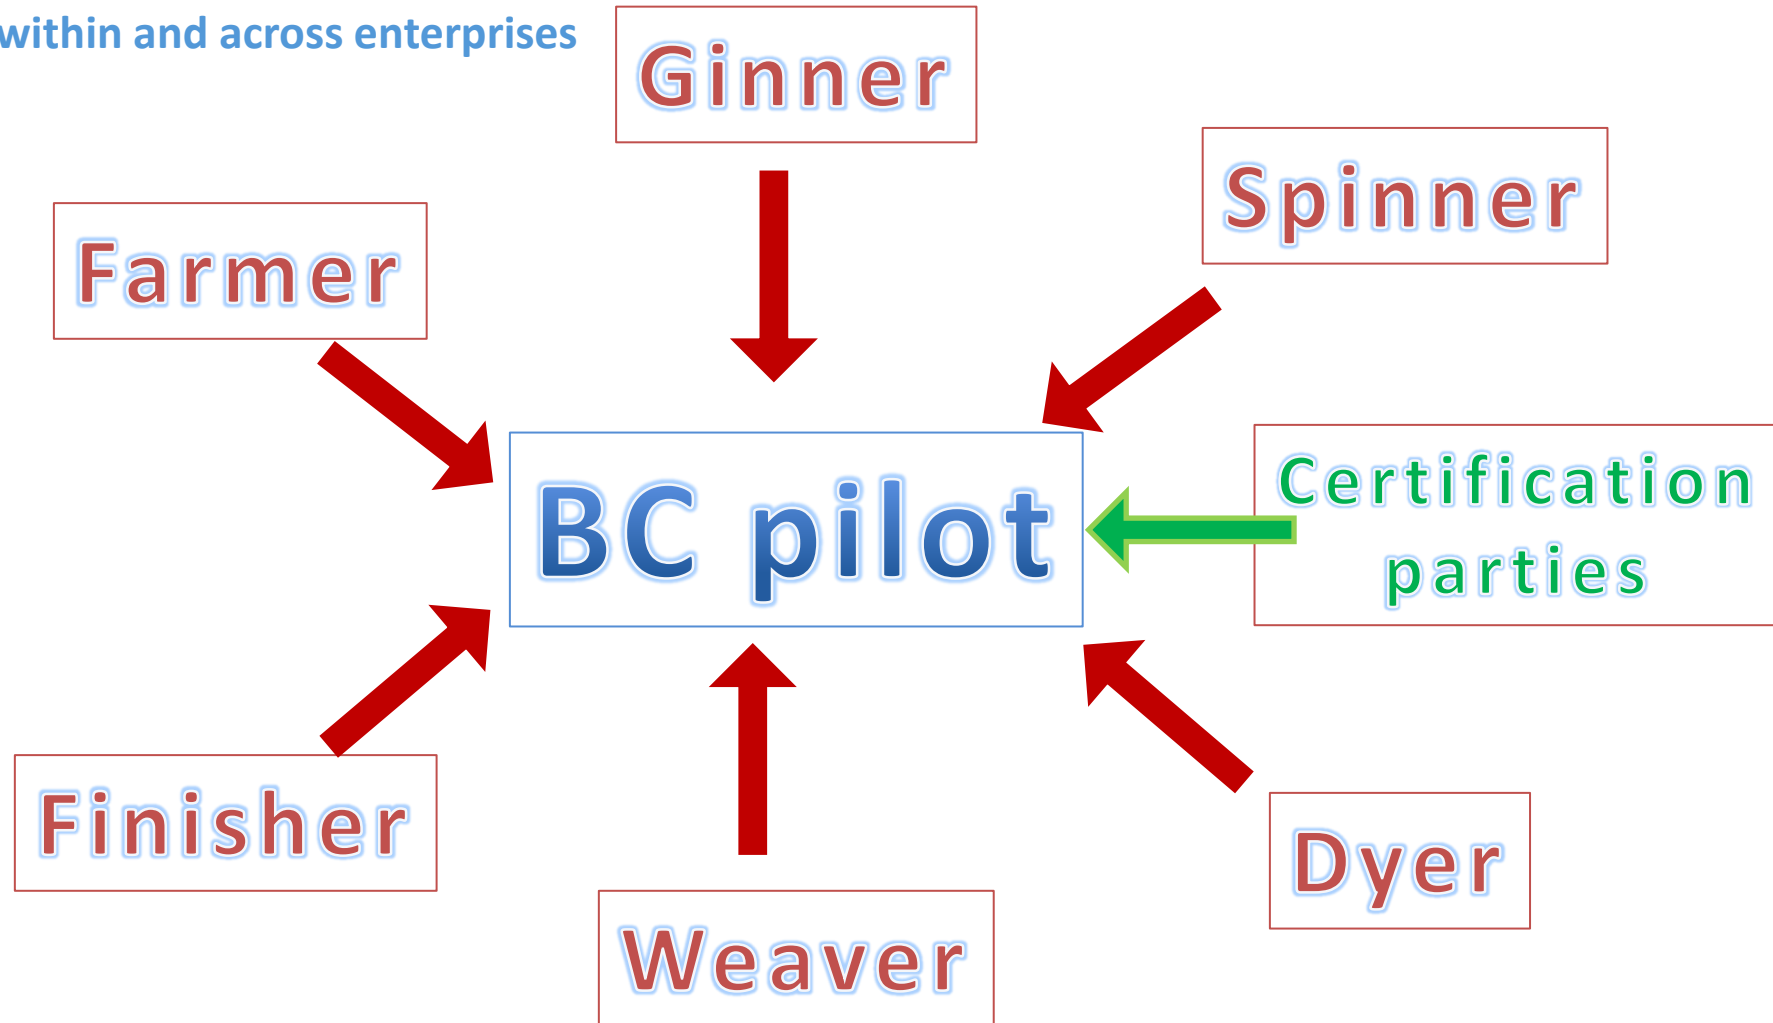 within and across enterprises
Ginner
Spinner
Farmer
Certification
parties
BC pilot
Finisher
Dyer
Weaver